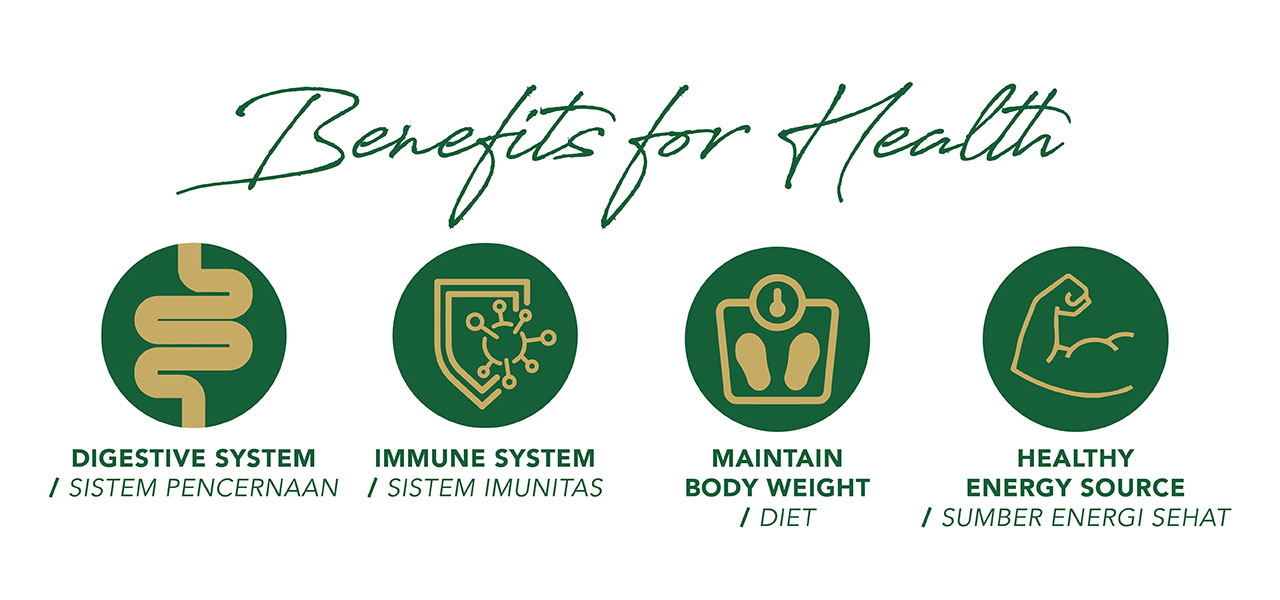 Benefits for Health
DIGESTIVE SYSTEM
/ SISTEM PENCERNAAN
IMMUNE SYSTEM
/ SISTEM IMUNITAS
MAINTAIN
BODY WEIGHT
/ DIET
HEALTHY
ENERGY SOURCE
/ SUMBER ENERGI SEHAT